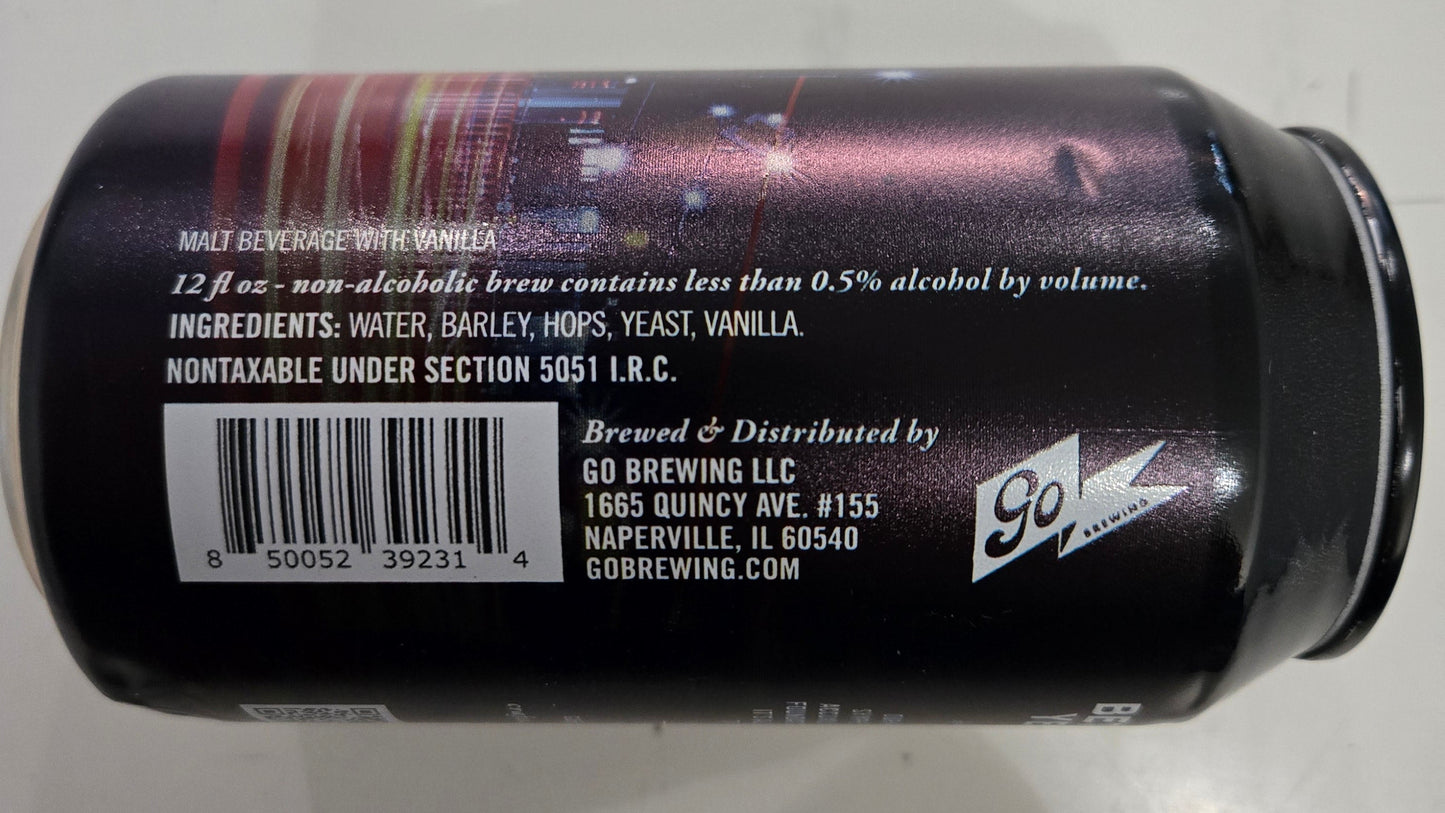 MALT BEVERAGE WITH VANILLA
12 fl oz - non-alcoholic brew contains less than 0.5% alcohol by volume.
INGREDIENTS: WATER, BARLEY, HOPS, YEAST, VANILLA.
NONTAXABLE UNDER SECTION 5051 I.R.C.
8 50052 39231 4
Brewed & Distributed by
GO BREWING LLC
1665 QUINCY AVE. #155
NAPERVILLE, IL 60540
GOBREWING.COM
go
BREWING